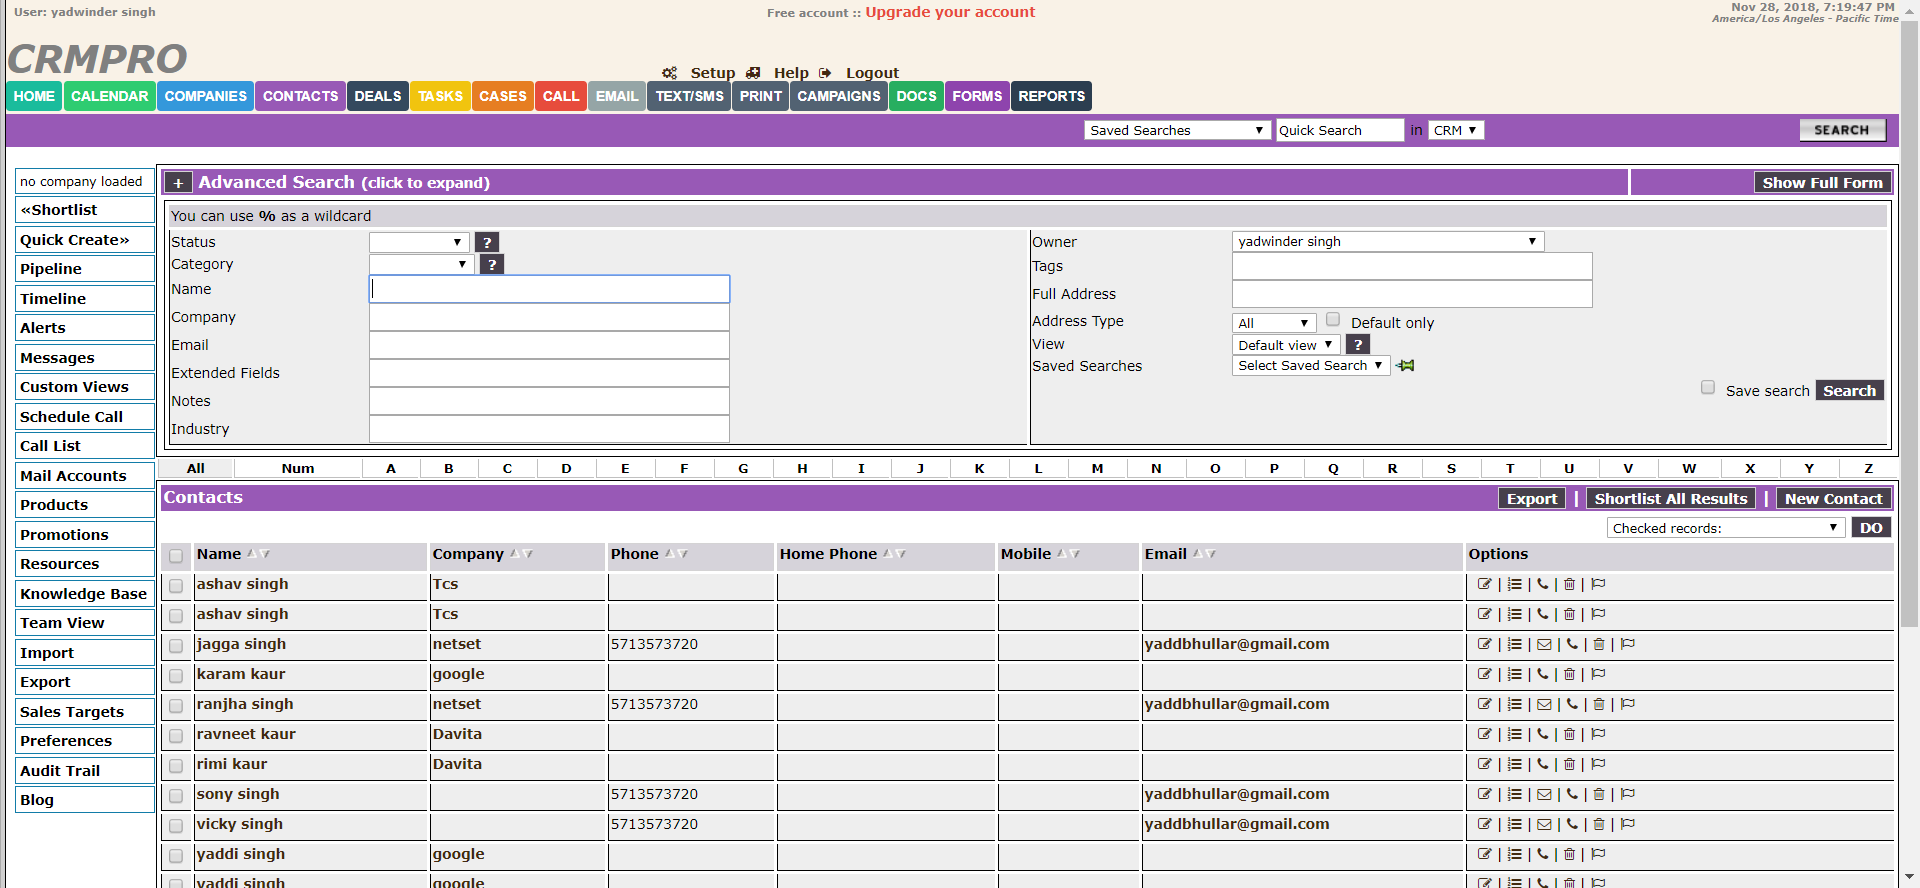 User: yadwinder singh
Free account :: Upgrade your account
Nov 28, 2018, 7:19:47 PM
America/Los Angeles - Pacific Time
CRMPRO
Setup Help Logout
HOME CALENDAR COMPANIES CONTACTS DEALS TASKS CASES CALL EMAIL TEXT/SMS PRINT CAMPAIGNS DOCS FORMS REPORTS
Saved Searches ▼ Quick Search in CRM ▼ SEARCH
no company loaded
«Shortlist
Quick Create»
Pipeline
Timeline
Alerts
Messages
Custom Views
Schedule Call
Call List
Mail Accounts
Products
Promotions
Resources
Knowledge Base
Team View
Import
Export
Sales Targets
Preferences
Audit Trail
Blog
+ Advanced Search (click to expand) Show Full Form
You can use % as a wildcard
Status ▼ ?
Category ▼ ?
Name
Company
Email
Extended Fields
Notes
Industry
Owner yadwinder singh ▼
Tags
Full Address
Address Type All ▼ Default only
View Default view ▼ ?
Saved Searches Select Saved Search ▼
Save search Search
All Num A B C D E F G H I J K L M N O P Q R S T U V W X Y Z
Contacts Export | Shortlist All Results | New Contact
Checked records: ▼ DO
Name Company Phone Home Phone Mobile Email Options
ashav singh Tcs
ashav singh Tcs
jagga singh netset 5713573720 yaddbhullar@gmail.com
karam kaur google
ranjha singh netset 5713573720 yaddbhullar@gmail.com
ravneet kaur Davita
rimi kaur Davita
sony singh 5713573720 yaddbhullar@gmail.com
vicky singh 5713573720 yaddbhullar@gmail.com
yaddi singh google
yaddi singh google